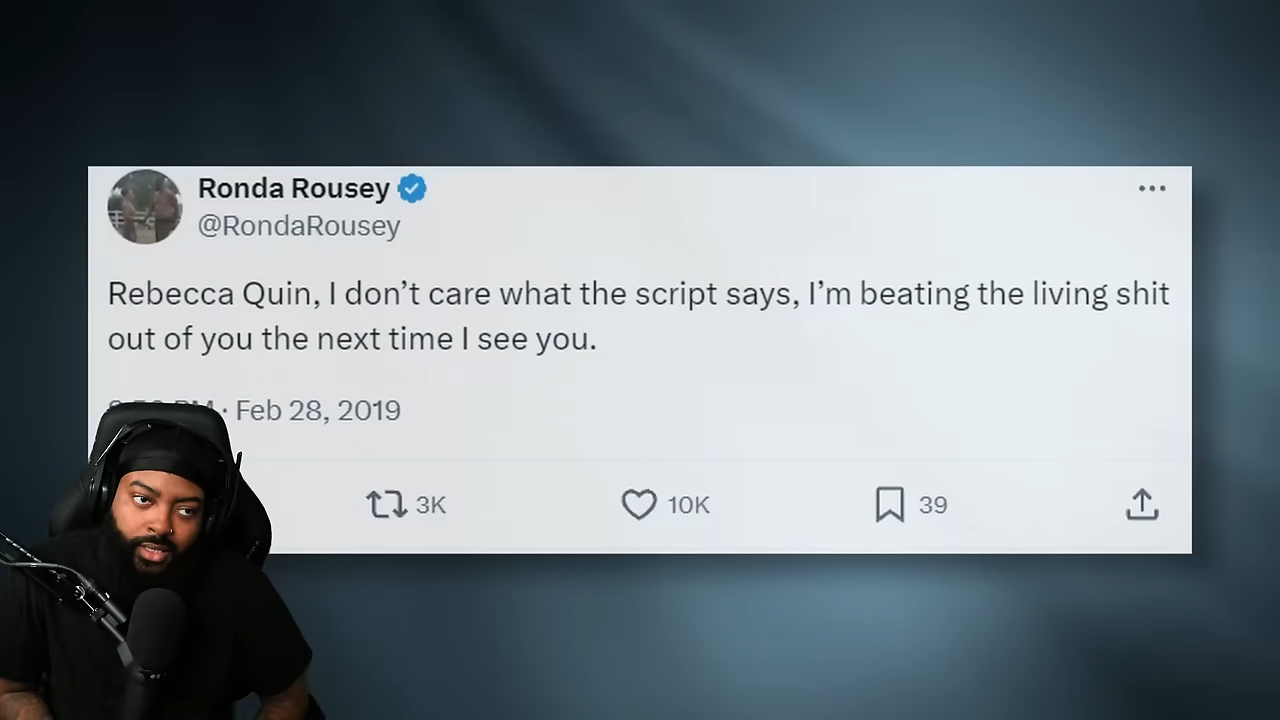 Ronda Rousey
@RondaRousey
Rebecca Quin, I don’t care what the script says, I’m beating the living shit
out of you the next time I see you.
· Feb 28, 2019
3K 10K 39